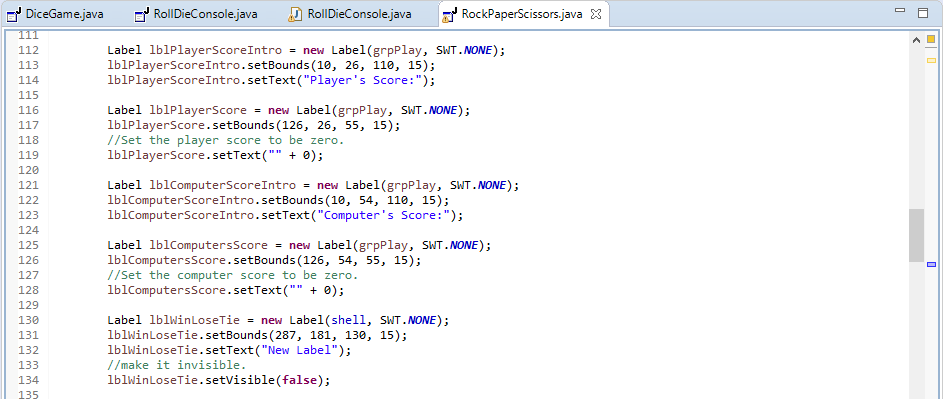 DiceGame.java RollDieConsole.java RollDieConsole.java RockPaperScissors.java
111
112 Label lblPlayerScoreIntro = new Label(grpPlay, SWT.NONE);
113 lblPlayerScoreIntro.setBounds(10, 26, 110, 15);
114 lblPlayerScoreIntro.setText("Player's Score:");
115
116 Label lblPlayerScore = new Label(grpPlay, SWT.NONE);
117 lblPlayerScore.setBounds(126, 26, 55, 15);
118 //Set the player score to be zero.
119 lblPlayerScore.setText("" + 0);
120
121 Label lblComputerScoreIntro = new Label(grpPlay, SWT.NONE);
122 lblComputerScoreIntro.setBounds(10, 54, 110, 15);
123 lblComputerScoreIntro.setText("Computer's Score:");
124
125 Label lblComputersScore = new Label(grpPlay, SWT.NONE);
126 lblComputersScore.setBounds(126, 54, 55, 15);
127 //Set the computer score to be zero.
128 lblComputersScore.setText("" + 0);
129
130 Label lblWinLoseTie = new Label(shell, SWT.NONE);
131 lblWinLoseTie.setBounds(287, 181, 130, 15);
132 lblWinLoseTie.setText("New Label");
133 //make it invisible.
134 lblWinLoseTie.setVisible(false);
135